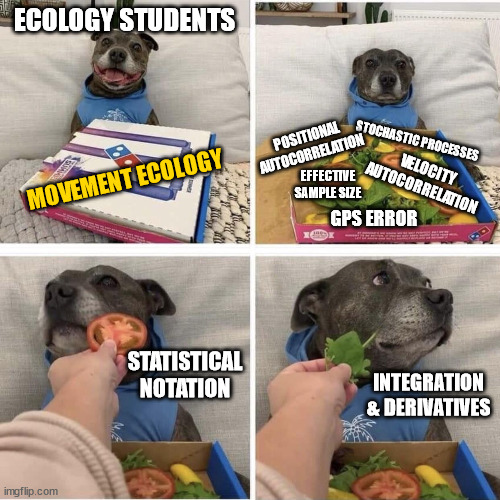 ECOLOGY STUDENTS
MOVEMENT ECOLOGY
POSITIONAL
AUTOCORRELATION
STOCHASTIC PROCESSES
EFFECTIVE
SAMPLE SIZE
VELOCITY
AUTOCORRELATION
GPS ERROR
STATISTICAL
NOTATION
INTEGRATION
& DERIVATIVES
imgflip.com